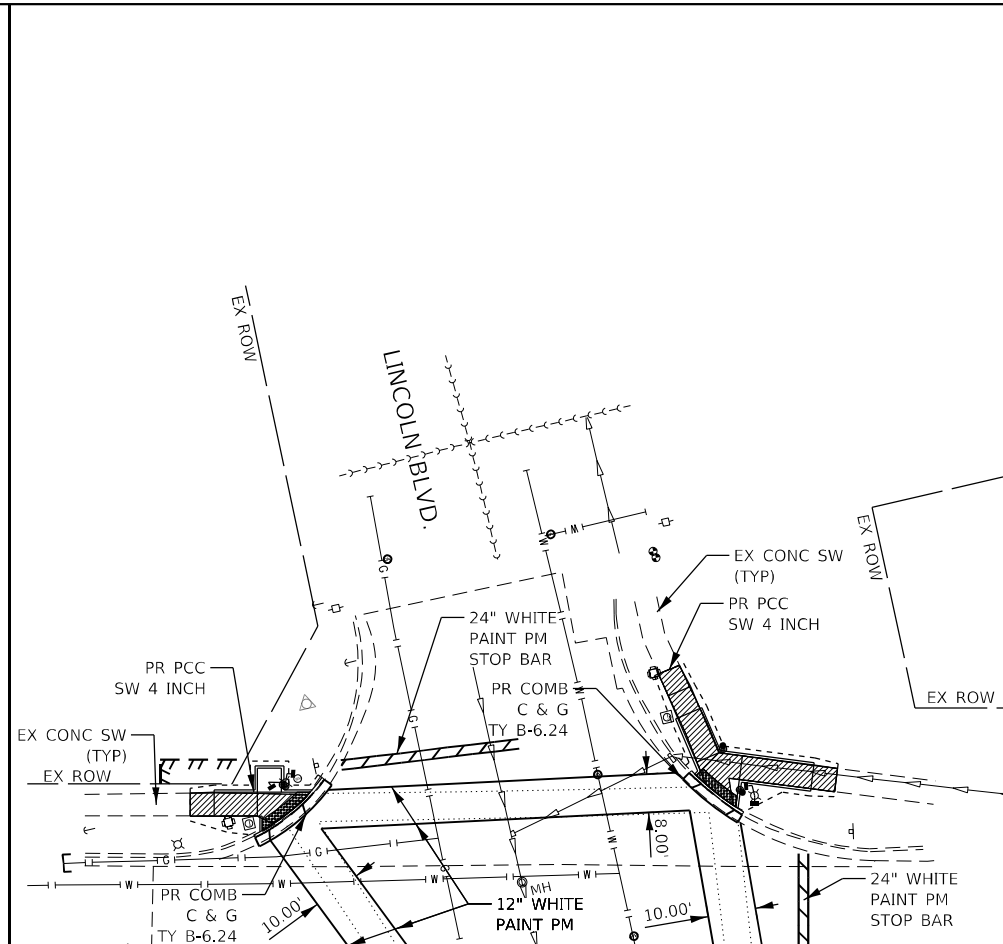 EX ROW
LINCOLN BLVD.
EX ROW
G
W
W
EX CONC SW
(TYP)
PR PCC
SW 4 INCH
24" WHITE
PAINT PM
STOP BAR
PR PCC
SW 4 INCH
PR COMB
C & G
TY B-6.24
EX ROW
EX CONC SW
(TYP)
EX ROW
G
W
8.00'
W
G
G
G
W
W
W
W
MH
PR COMB
C & G
TY B-6.24
10.00'
12" WHITE
PAINT PM
10.00'
24" WHITE
PAINT PM
STOP BAR